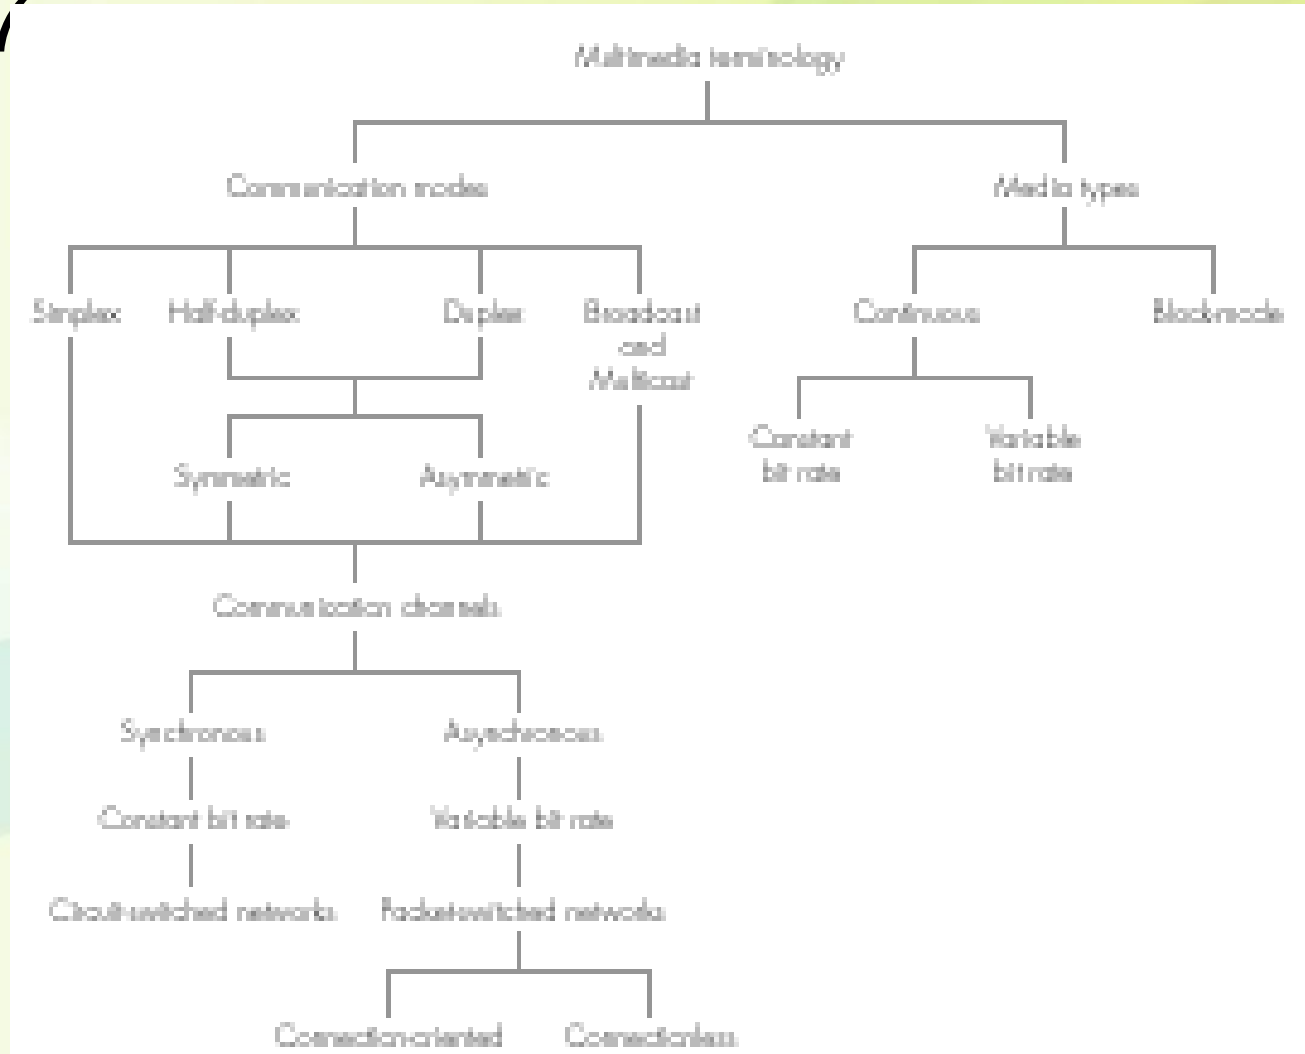 Multimedia terminology
Communication modes
Media types
Simplex
Half-duplex
Duplex
Broadcast
and
Multicast
Continuous
Block-mode
Constant
bit rate
Variable
bit rate
Symmetric
Asymmetric
Communication channels
Synchronous
Asynchronous
Constant bit rate
Variable bit rate
Circuit-switched networks
Packet-switched networks
Connection-oriented
Connectionless